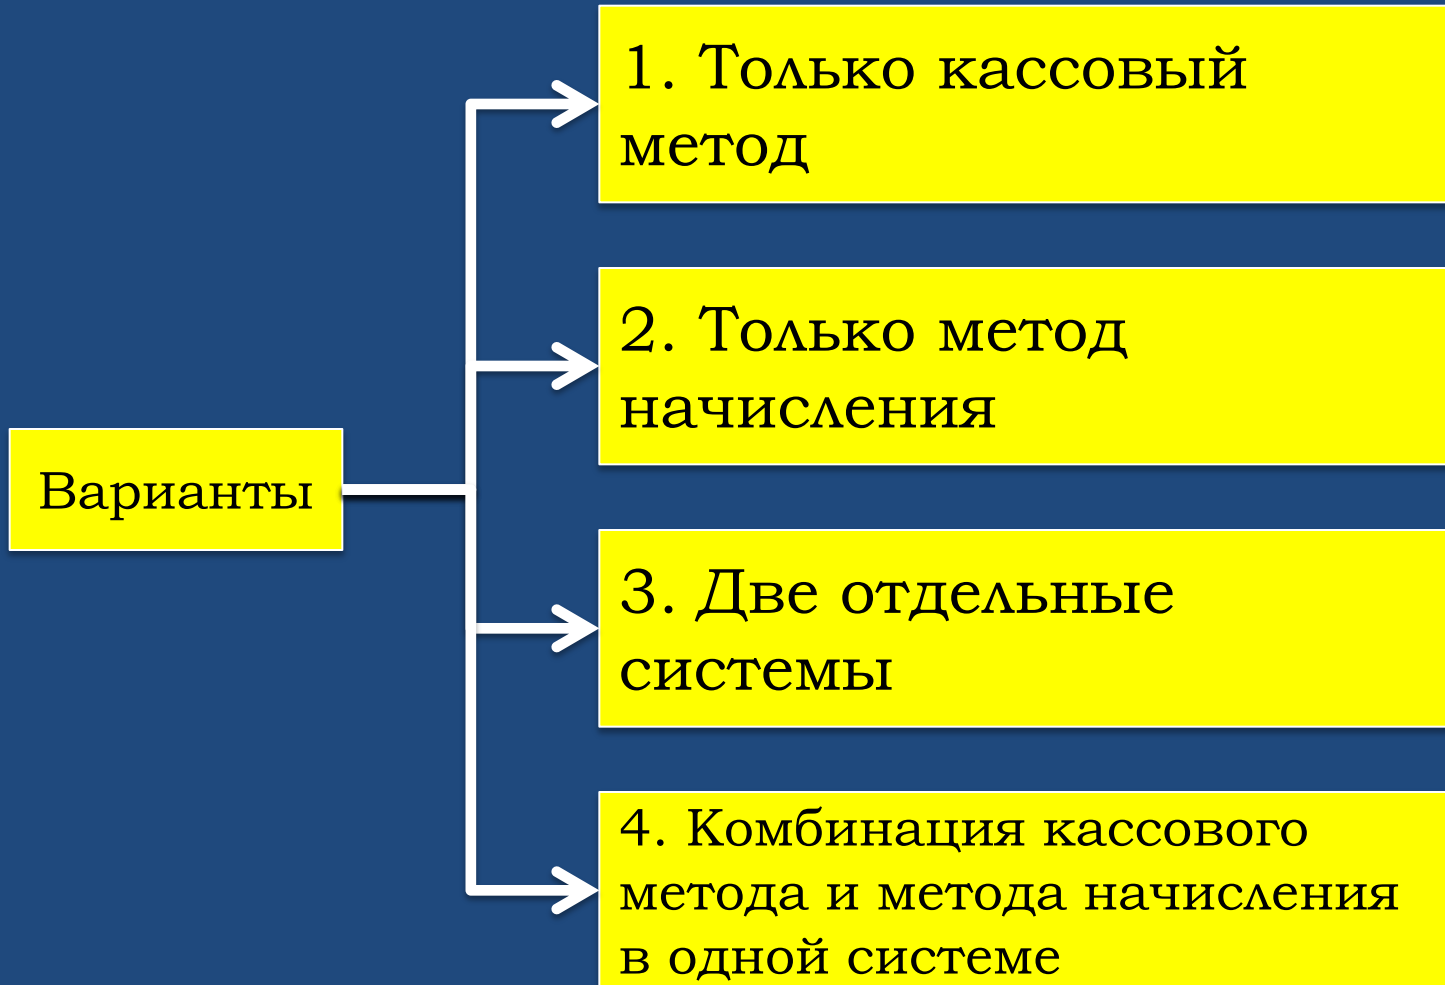 Варианты
1. Только кассовый
метод
2. Только метод
начисления
3. Две отдельные
системы
4. Комбинация кассового
метода и метода начисления
в одной системе